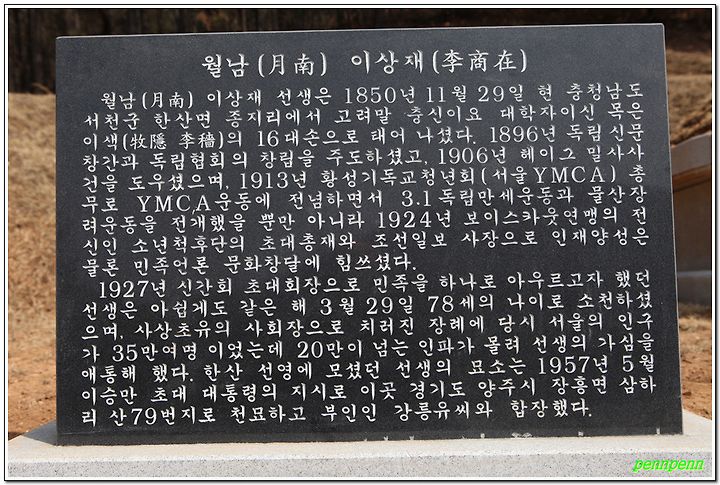 월남(月南) 이상재(李商在)
월남(月南) 이상재 선생은 1850년 11월 29일 현 충청남도
서천군 한산면 종지리에서 고려말 충신이요 대학자이신 목은
이색(牧隱 李穡)의 16대손으로 태어 나셨다. 1896년 독립신문
창간과 독립협회의 창립을 주도하셨고, 1906년 헤이그 밀사사
건을 도우셨으며, 1913년 황성기독교청년회(서울YMCA) 총
무로 YMCA운동에 전념하면서 3.1독립만세운동과 물산장
려운동을 전개했을 뿐만 아니라 1924년 보이스카웃연맹의 전
신인 소년척후단의 초대총재와 조선일보 사장으로 인재양성은
물론 민족언론 문화창달에 힘쓰셨다.
1927년 신간회 초대회장으로 민족을 하나로 아우르고자 했던
선생은 아쉽게도 같은 해 3월 29일 78세의 나이로 소천하셨
으며, 사상초유의 사회장으로 치러진 장례에 당시 서울의 인구
가 35만여명 이었는데 20만이 넘는 인파가 몰려 선생의 가심을
애통해 했다. 한산 선영에 모셨던 선생의 묘소는 1957년 5월
이승만 초대 대통령의 지시로 이곳 경기도 양주시 장흥면 삼하
리 산79번지로 천묘하고 부인인 강릉유씨와 합장했다.
pennpenn